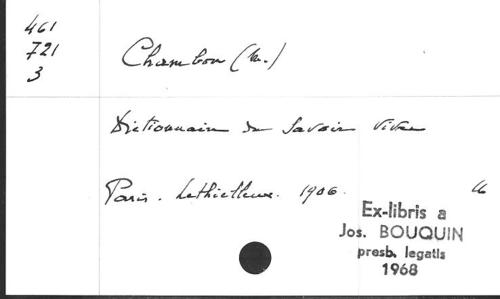 461
721
3
Chambon (M.)
Dictionnaire du Savoir Vivre
Paris. Lethielleux. 1906.
Ex-libris a
Jos. BOUQUIN
presb. legatis
1968